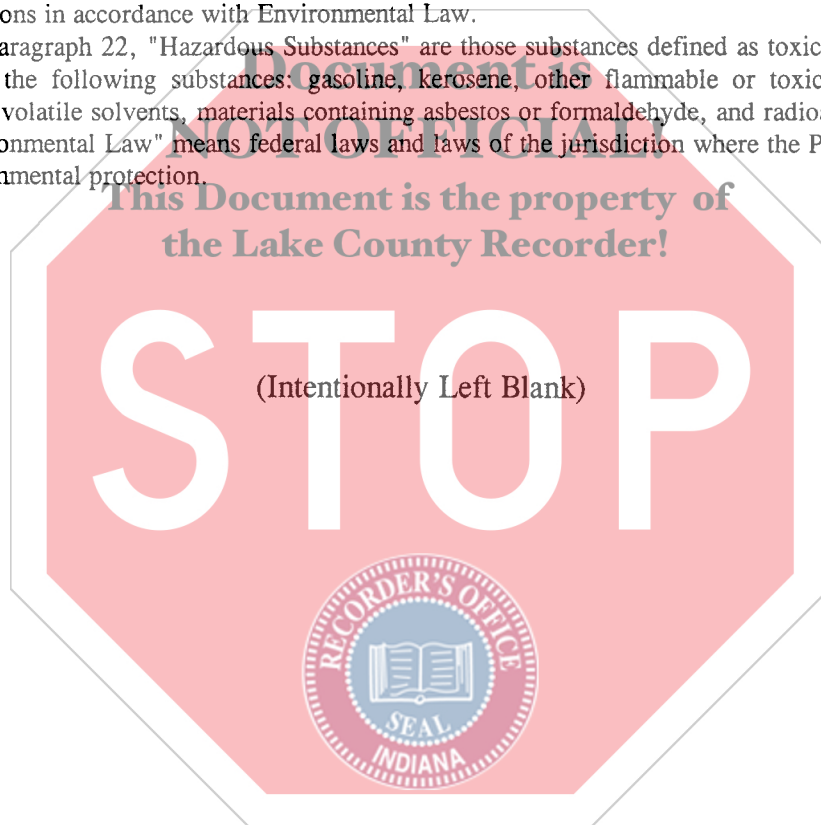 ons in accordance with Environmental Law.
aragraph 22, "Hazardous Substances" are those substances defined as toxic
the following substances: gasoline, kerosene, other flammable or toxic
volatile solvents, materials containing asbestos or formaldehyde, and radioa
onmental Law" means federal laws and laws of the jurisdiction where the P
nmental protection.
Document is
NOT OFFICIAL!
This Document is the property of
the Lake County Recorder!
(Intentionally Left Blank)
STOP
RECORDER'S OFFICE
SEAL
INDIANA